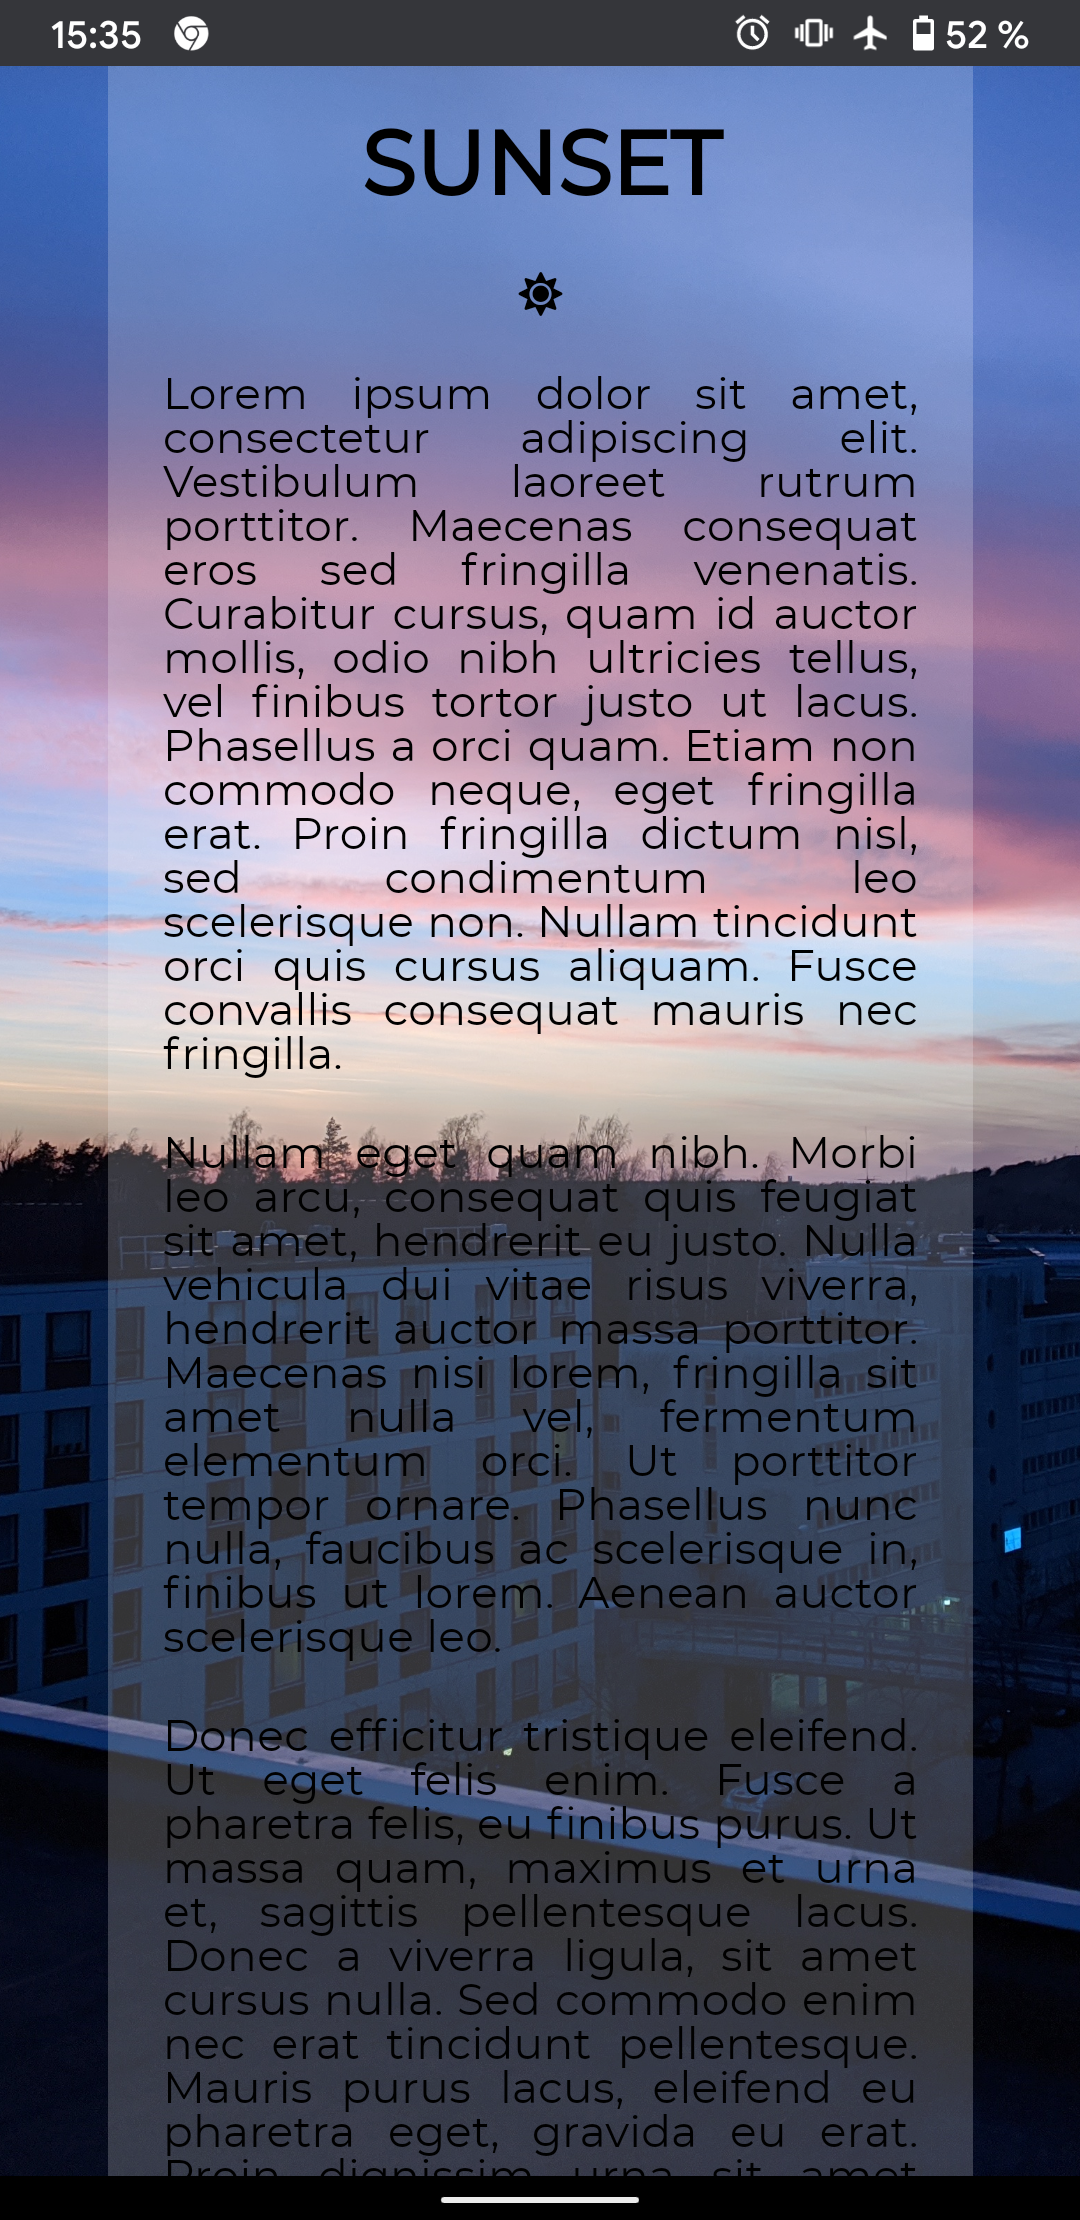 15:35
52 %
SUNSET
Lorem ipsum dolor sit amet,
consectetur adipiscing elit.
Vestibulum laoreet rutrum
porttitor. Maecenas consequat
eros sed fringilla venenatis.
Curabitur cursus, quam id auctor
mollis, odio nibh ultricies tellus,
vel finibus tortor justo ut lacus.
Phasellus a orci quam. Etiam non
commodo neque, eget fringilla
erat. Proin fringilla dictum nisl,
sed condimentum leo
scelerisque non. Nullam tincidunt
orci quis cursus aliquam. Fusce
convallis consequat mauris nec
fringilla.
Nullam eget quam nibh. Morbi
leo arcu, consequat quis feugiat
sit amet, hendrerit eu justo. Nulla
vehicula dui vitae risus viverra,
hendrerit auctor massa porttitor.
Maecenas nisi lorem, fringilla sit
amet nulla vel, fermentum
elementum orci. Ut porttitor
tempor ornare. Phasellus nunc
nulla, faucibus ac scelerisque in,
finibus ut lorem. Aenean auctor
scelerisque leo.
Donec efficitur tristique eleifend.
Ut eget felis enim. Fusce a
pharetra felis, eu finibus purus. Ut
massa quam, maximus et urna
et, sagittis pellentesque lacus.
Donec a viverra ligula, sit amet
cursus nulla. Sed commodo enim
nec erat tincidunt pellentesque.
Mauris purus lacus, eleifend eu
pharetra eget, gravida eu erat.
Proin dignissim urna sit amet